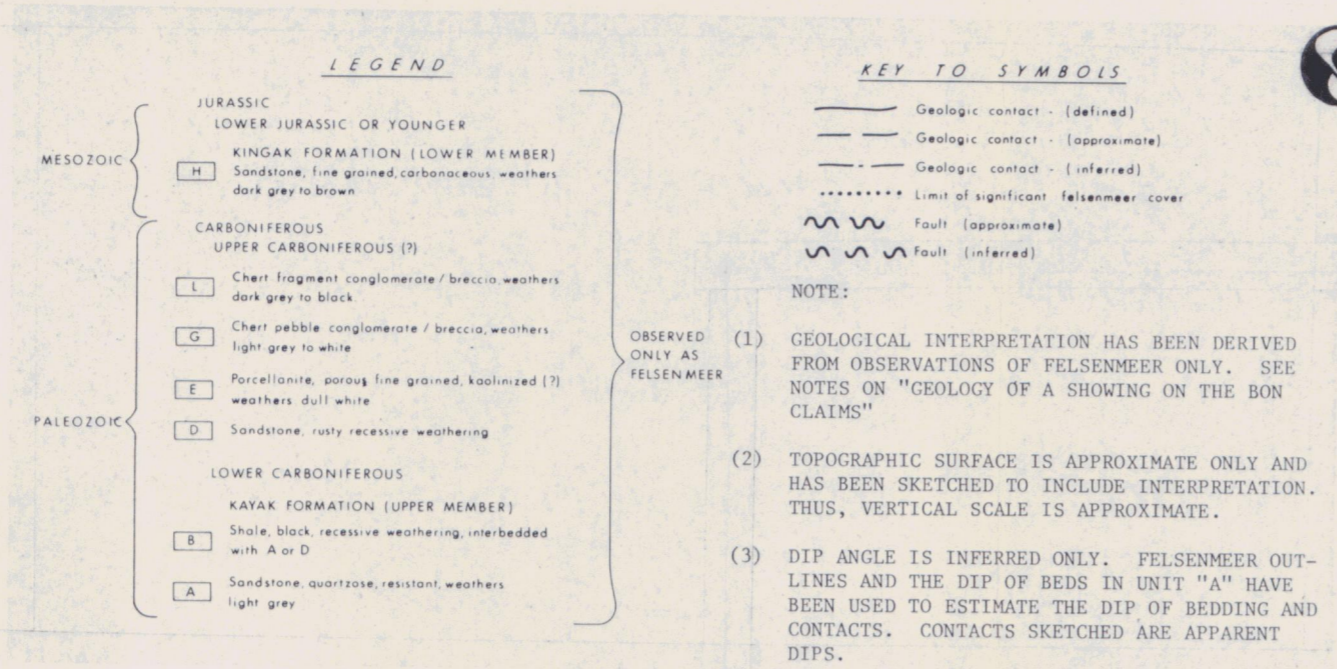 LEGEND
MESOZOIC
JURASSIC
LOWER JURASSIC OR YOUNGER
KINGAK FORMATION (LOWER MEMBER)
H Sandstone, fine grained, carbonaceous, weathers
dark grey to brown
PALEOZOIC
CARBONIFEROUS
UPPER CARBONIFEROUS (?)
L Chert fragment conglomerate / breccia, weathers
dark grey to black
G Chert pebble conglomerate / breccia, weathers
light grey to white
E Porcellanite, porous fine grained, kaolinized (?)
weathers dull white
D Sandstone, rusty recessive weathering
LOWER CARBONIFEROUS
KAYAK FORMATION (UPPER MEMBER)
B Shale, black, recessive weathering, interbedded
with A or D
A Sandstone, quartzose, resistant, weathers
light grey
OBSERVED
ONLY AS
FELSENMEER
KEY TO SYMBOLS
Geologic contact - (defined)
Geologic contact - (approximate)
Geologic contact - (inferred)
Limit of significant felsenmeer cover
Fault (approximate)
Fault (inferred)
NOTE:
(1) GEOLOGICAL INTERPRETATION HAS BEEN DERIVED
FROM OBSERVATIONS OF FELSENMEER ONLY. SEE
NOTES ON "GEOLOGY OF A SHOWING ON THE BON
CLAIMS"
(2) TOPOGRAPHIC SURFACE IS APPROXIMATE ONLY AND
HAS BEEN SKETCHED TO INCLUDE INTERPRETATION.
THUS, VERTICAL SCALE IS APPROXIMATE.
(3) DIP ANGLE IS INFERRED ONLY. FELSENMEER OUT-
LINES AND THE DIP OF BEDS IN UNIT "A" HAVE
BEEN USED TO ESTIMATE THE DIP OF BEDDING AND
CONTACTS. CONTACTS SKETCHED ARE APPARENT
DIPS.